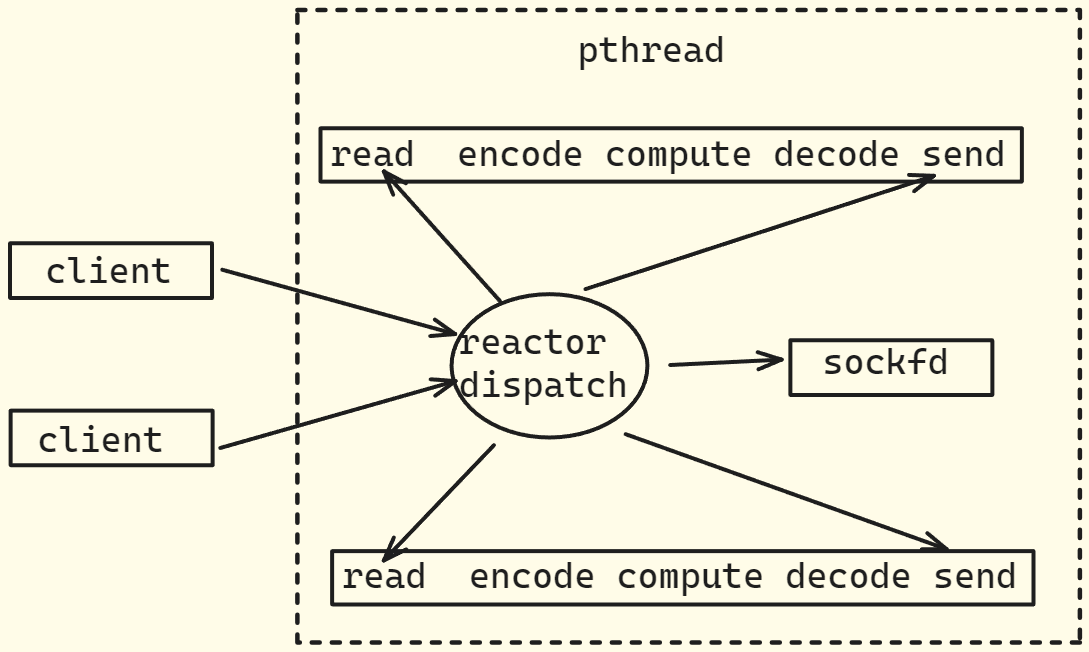 pthread
read  encode compute decode send
client
reactor
dispatch
sockfd
client
read  encode compute decode send